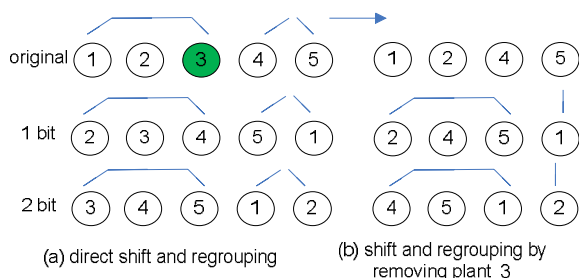 original 1 2 3 4 5 1 2 4 5
1 bit 2 3 4 5 1 2 4 5 1
2 bit 3 4 5 1 2 4 5 1 2
(a) direct shift and regrouping
(b) shift and regrouping by
removing plant 3